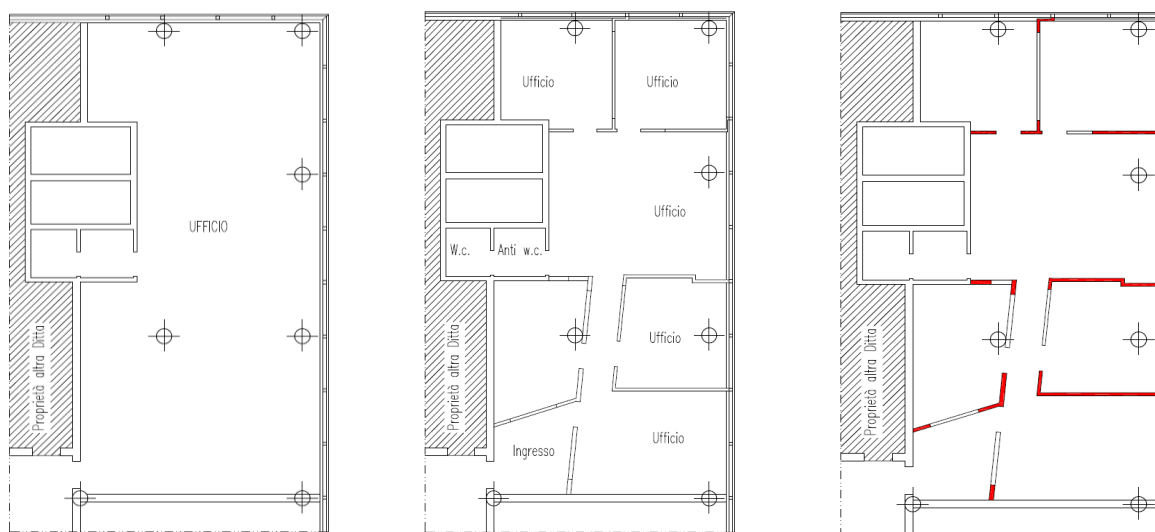 UFFICIO
Proprietà altra Ditta
Ufficio
Ufficio
Ufficio
W.c.
Anti w.c.
Ufficio
Proprietà altra Ditta
Ingresso
Ufficio
Proprietà altra Ditta